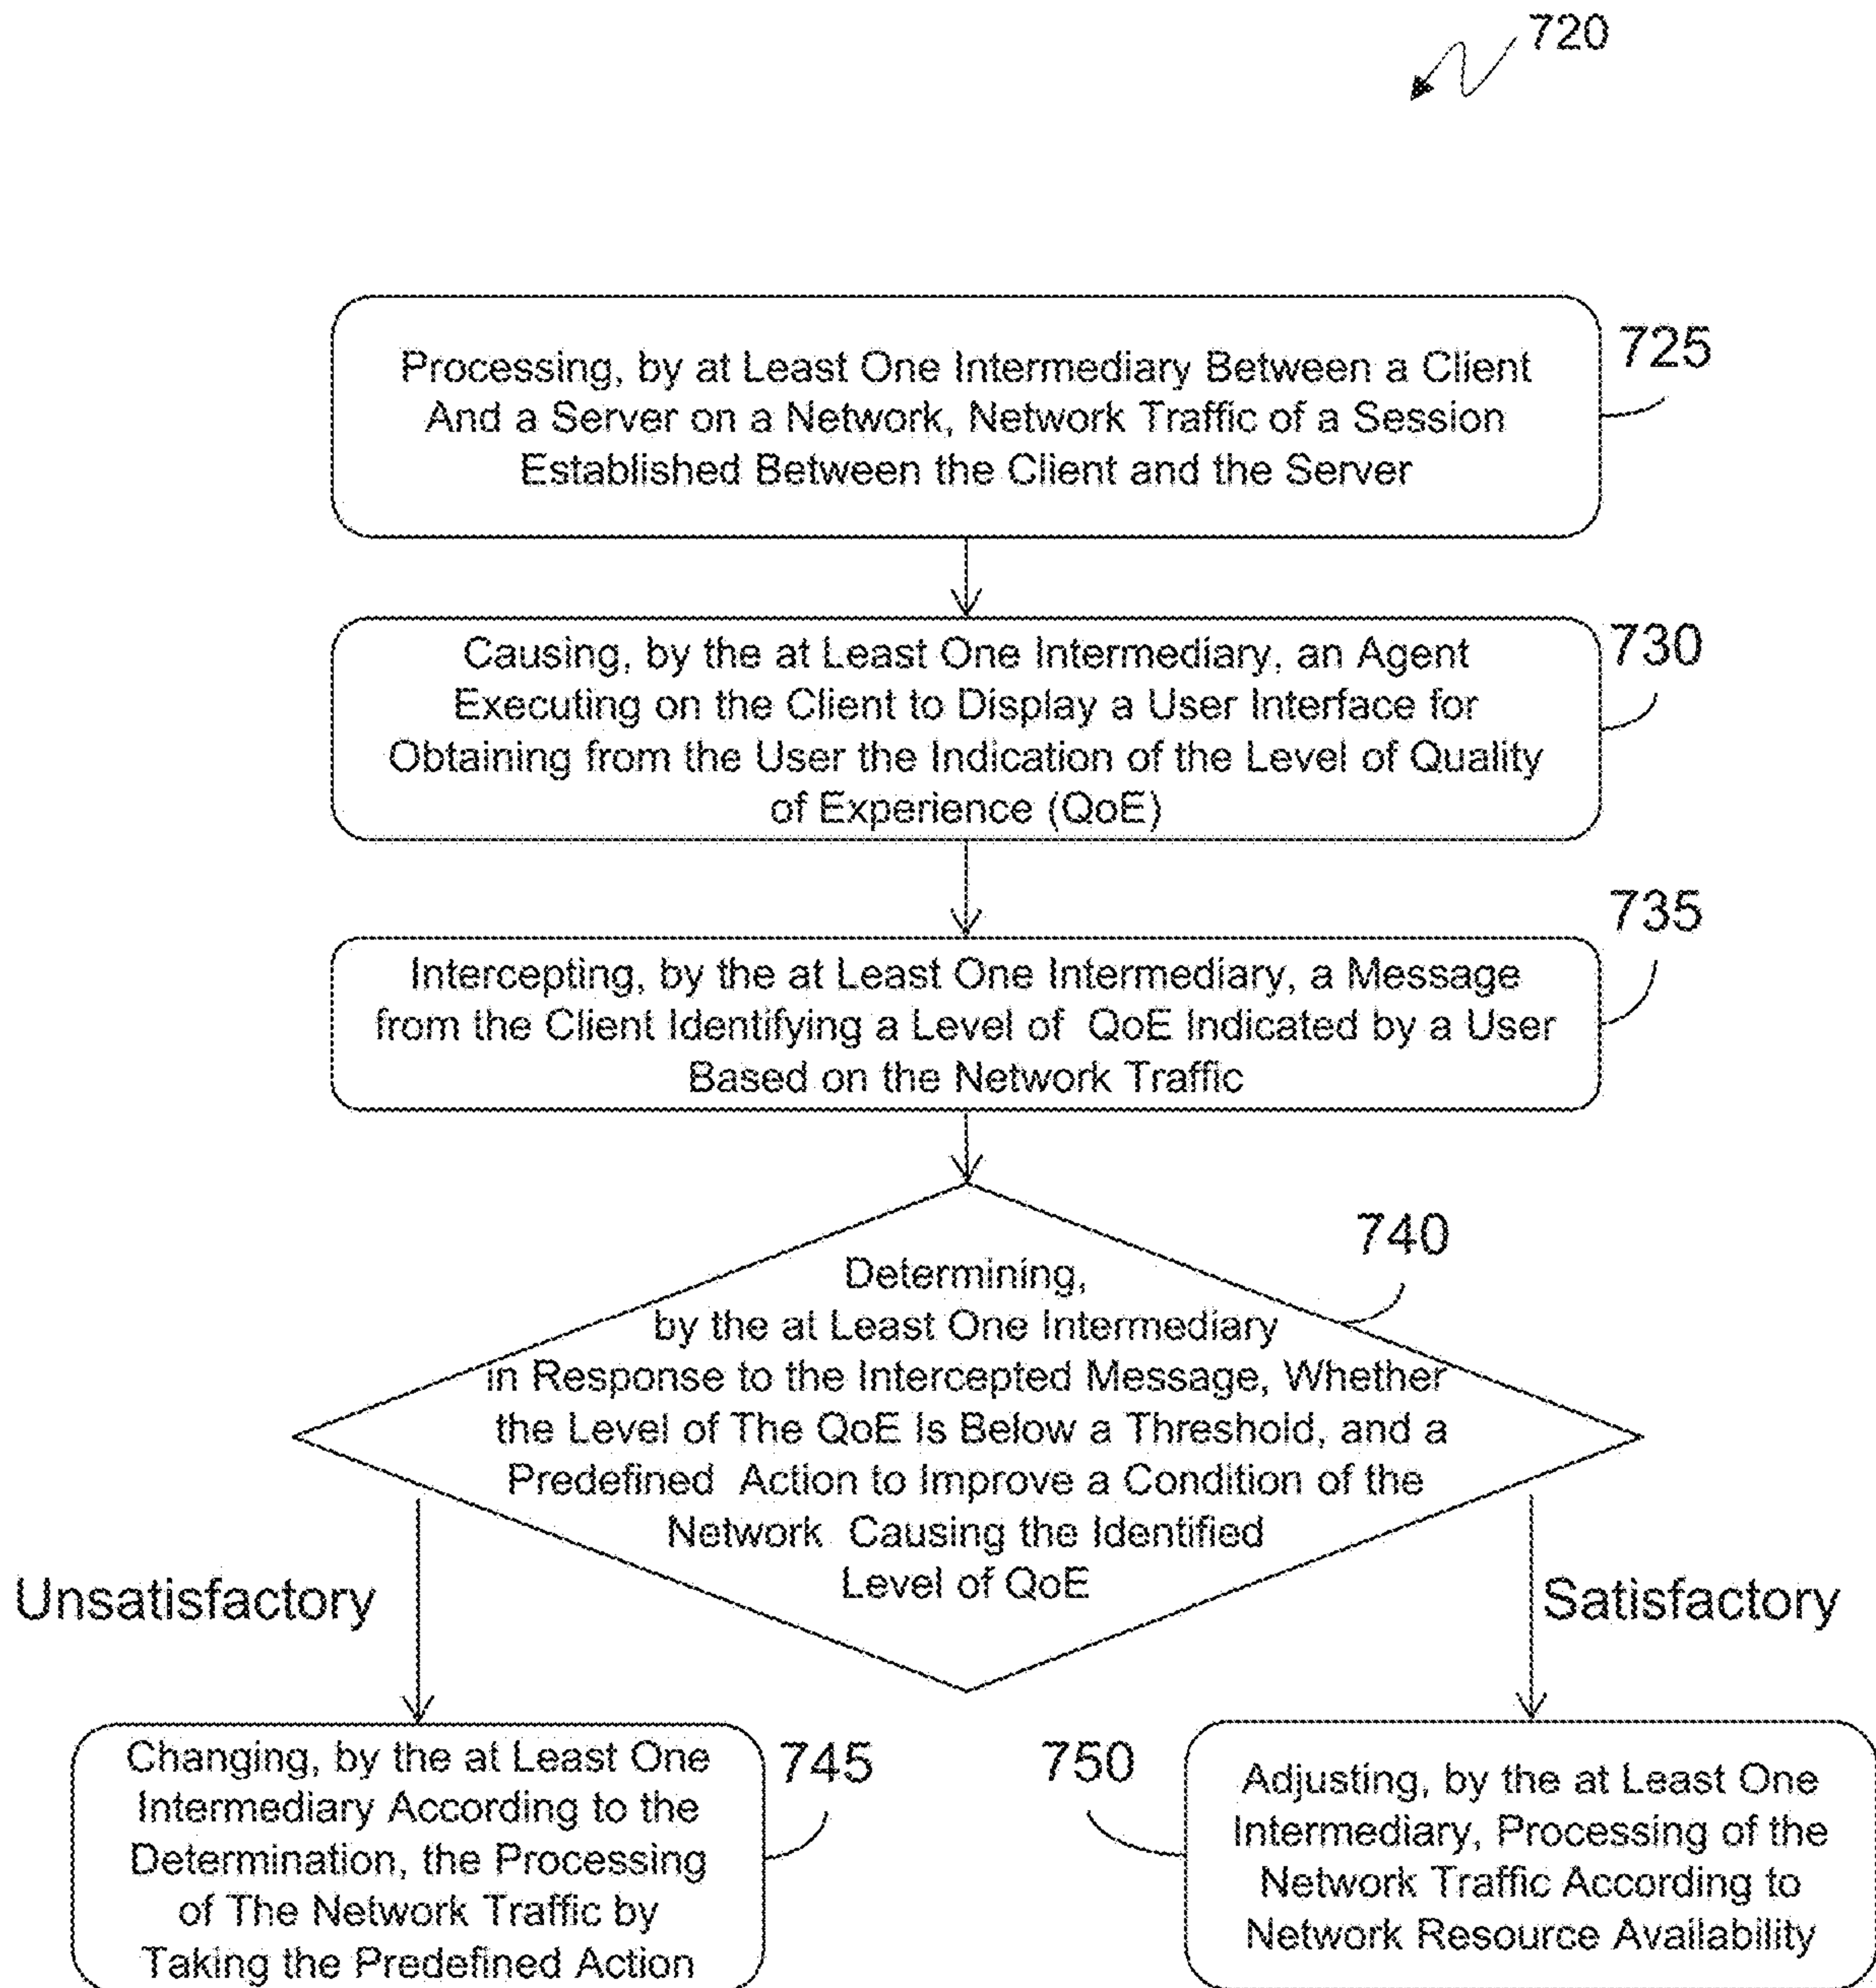 720
Processing, by at Least One Intermediary Between a Client
And a Server on a Network, Network Traffic of a Session
Established Between the Client and the Server
725
Causing, by the at Least One Intermediary, an Agent
Executing on the Client to Display a User Interface for
Obtaining from the User the Indication of the Level of Quality
of Experience (QoE)
730
Intercepting, by the at Least One Intermediary, a Message
from the Client Identifying a Level of QoE Indicated by a User
Based on the Network Traffic
735
Determining,
by the at Least One Intermediary
in Response to the Intercepted Message, Whether
the Level of The QoE Is Below a Threshold, and a
Predefined Action to Improve a Condition of the
Network Causing the Identified
Level of QoE
740
Unsatisfactory
Satisfactory
Changing, by the at Least One
Intermediary According to the
Determination, the Processing
of The Network Traffic by
Taking the Predefined Action
745
750
Adjusting, by the at Least One
Intermediary, Processing of the
Network Traffic According to
Network Resource Availability